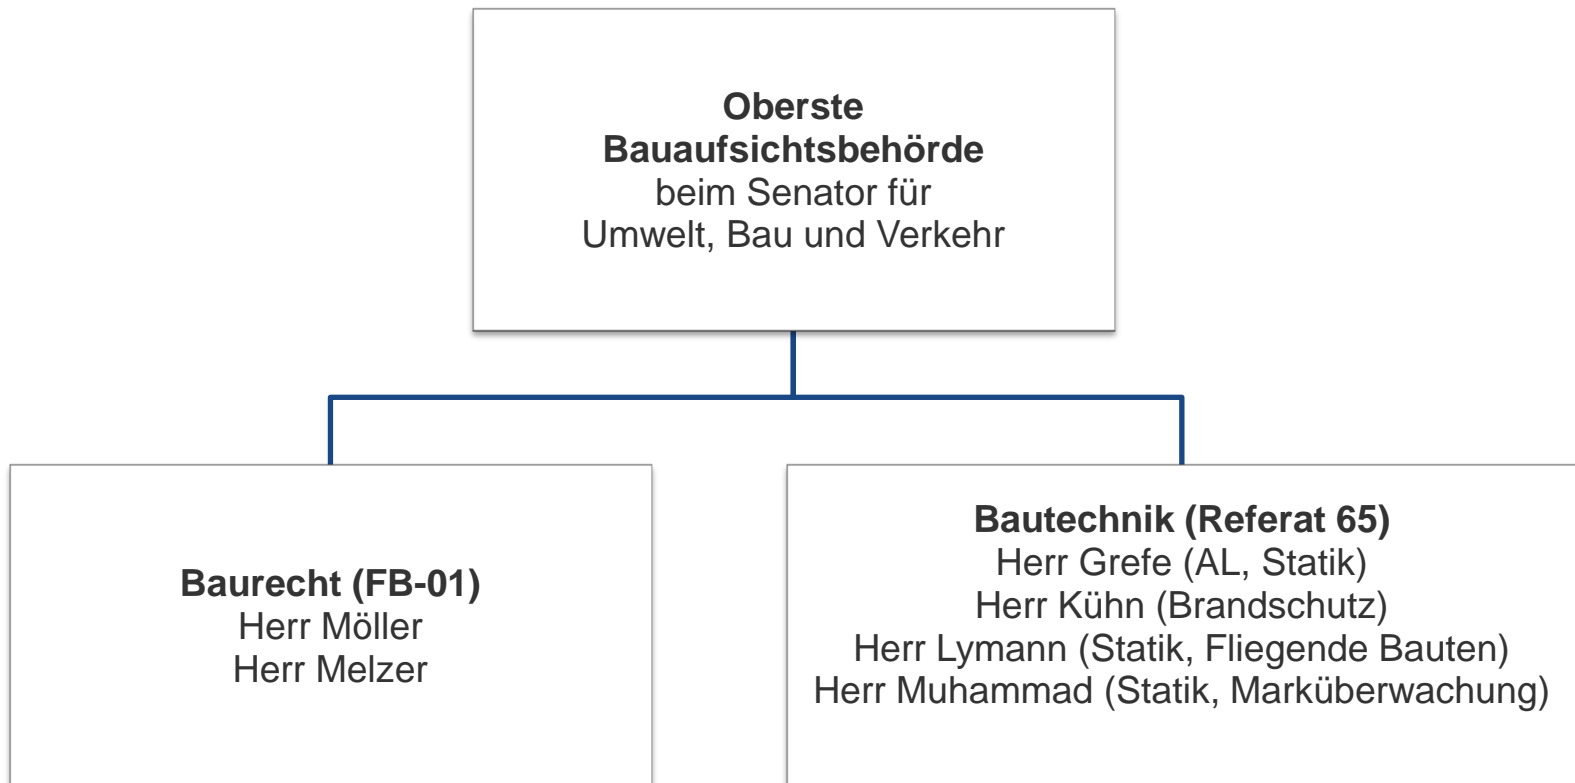 Oberste
Bauaufsichtsbehörde
beim Senator für
Umwelt, Bau und Verkehr
Baurecht (FB-01)
Herr Möller
Herr Melzer
Bautechnik (Referat 65)
Herr Grefe (AL, Statik)
Herr Kühn (Brandschutz)
Herr Lymann (Statik, Fliegende Bauten)
Herr Muhammad (Statik, Marküberwachung)